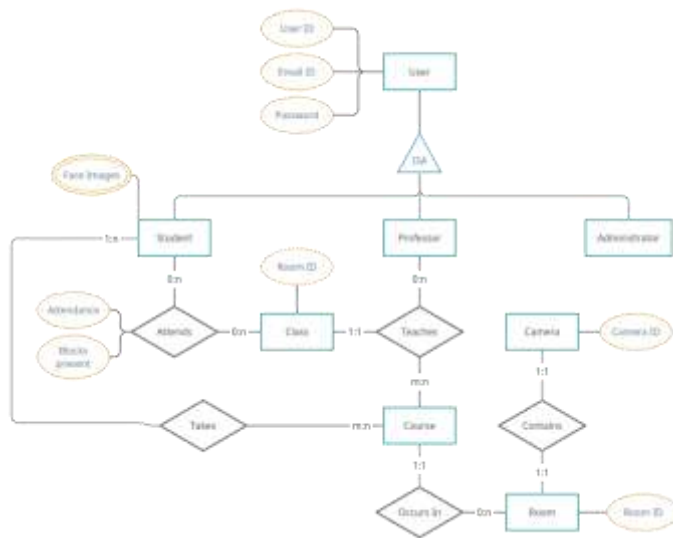 User ID
User
Email ID
Password
ISA
Face Images
Student
Professor
Administrator
1:n
0:n
0:n
Room ID
Attendance
Blocks
present
Attends
0:n
Class
1:1
Teaches
Camera
Camera ID
1:1
m:n
Takes
m:n
Course
Contains
1:1
1:1
Occurs In
0:n
Room
Room ID